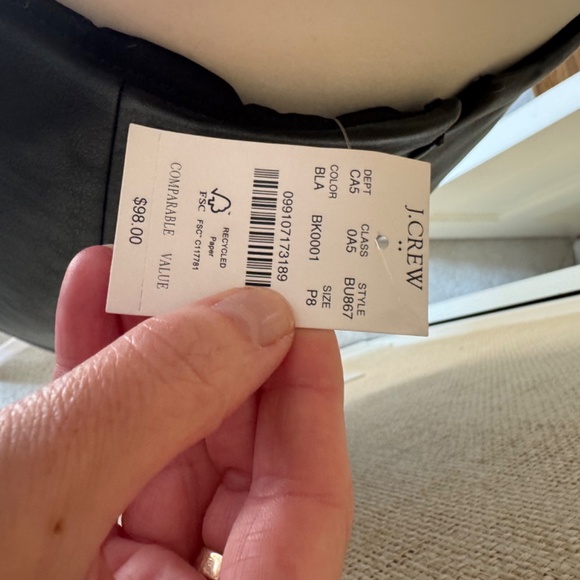 J.CREW
DEPT CLASS STYLE
CA5 0A5 BU867
COLOR SIZE
BLA BK0001 P8
099107173189
RECYCLED
Paper
FSC FSC® C117781
COMPARABLE VALUE
$98.00